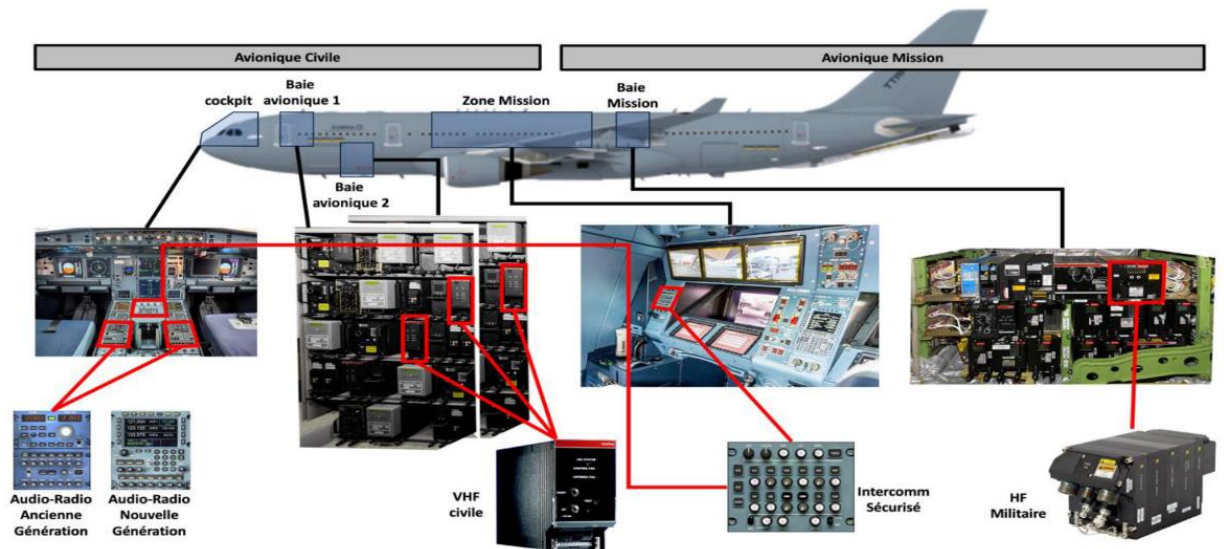 Avionique Civile
Avionique Mission
cockpit
Baie
avionique 1
Zone Mission
Baie
Mission
Baie
avionique 2
Audio-Radio
Ancienne
Génération
Audio-Radio
Nouvelle
Génération
VHF
civile
Intercomm
Sécurisé
HF
Militaire